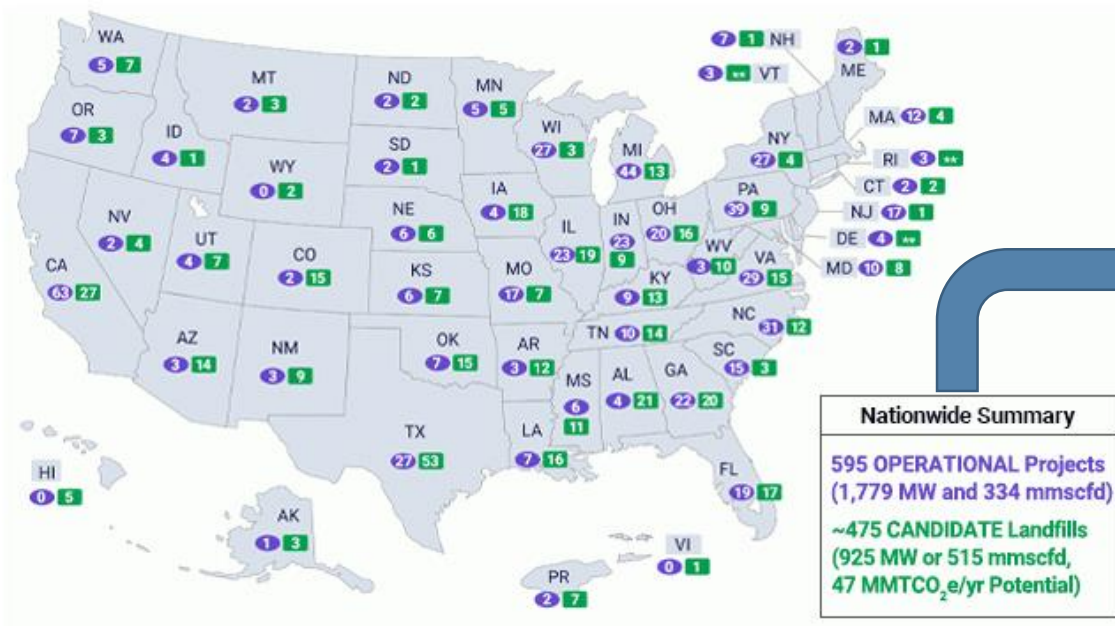 WA
5 7
OR
7 3
ID
4 1
MT
2 3
WY
0 2
NV
2 4
CA
63 27
UT
4 7
CO
2 15
AZ
3 14
NM
3 9
ND
2 2
SD
2 1
NE
6 6
KS
6 7
OK
7 15
TX
27 53
MN
5 5
IA
4 18
MO
17 7
AR
3 12
LA
7 16
WI
27 3
IL
23 19
MI
44 13
IN
23
9
OH
20 16
KY
9 13
TN 10 14
MS
6
11
AL
4 21
GA
22 20
FL
19 17
SC
15 3
NC
31 12
VA
29 15
WV
3 10
PA
39 9
NY
27 4
7 1 NH
3 ** VT
2 1
ME
MA 12 4
RI 3 **
CT 2 2
NJ 17 1
DE 4 **
MD 10 8
HI
0 5
AK
1 3
PR
2 7
VI
0 1
Nationwide Summary
595 OPERATIONAL Projects
(1,779 MW and 334 mmscfd)
~475 CANDIDATE Landfills
(925 MW or 515 mmscfd,
47 MMTCO₂e/yr Potential)